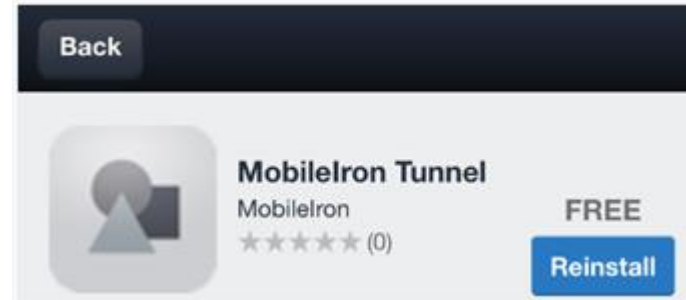 Back
MobileIron Tunnel
MobileIron
(0)
FREE
Reinstall